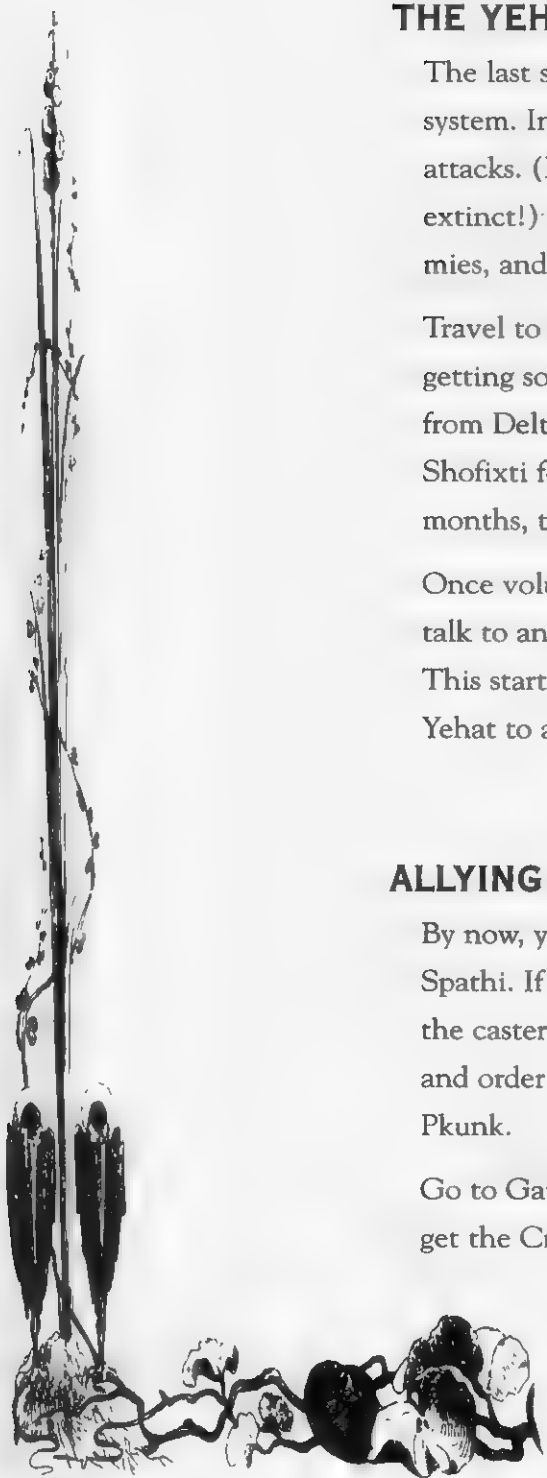 THE YEH
The last s
system. In
attacks. (
extinct!)
mies, and
Travel to
getting so
from Delt
Shofixti f
months, t
Once volu
talk to an
This start
Yehat to a
ALLYING
By now, y
Spathi. If
the caster
and order
Pkunk.
Go to Ga
get the C